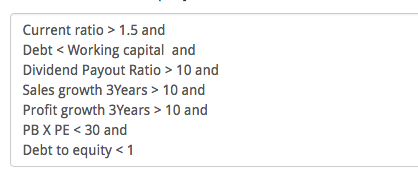 Current ratio > 1.5 and
Debt < Working capital and
Dividend Payout Ratio > 10 and
Sales growth 3Years > 10 and
Profit growth 3Years > 10 and
PB X PE < 30 and
Debt to equity < 1